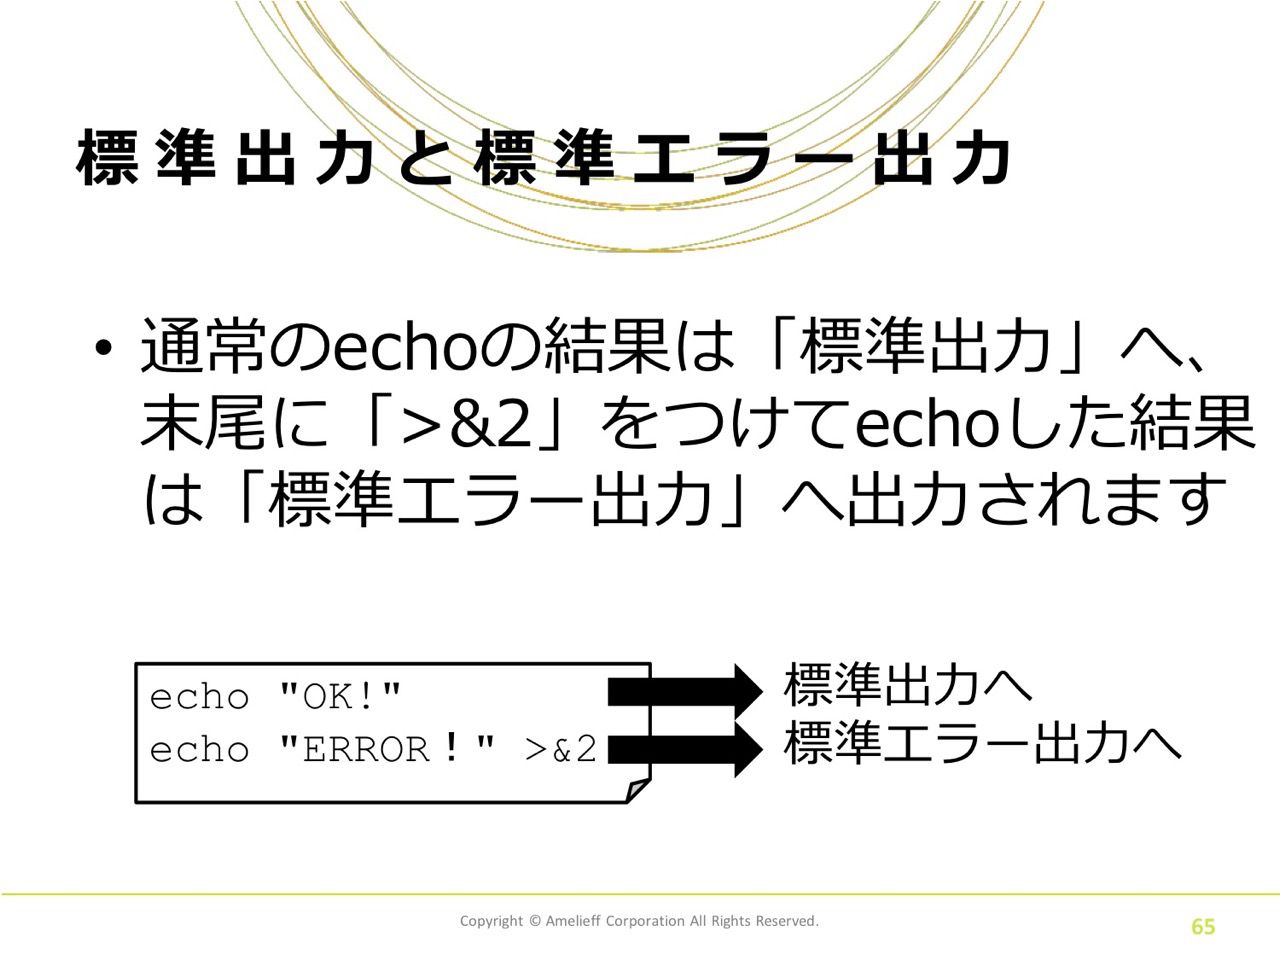 標準出力と標準エラー出力
• 通常のechoの結果は「標準出力」へ、
末尾に「>&2」をつけてechoした結果
は「標準エラー出力」へ出力されます
echo "OK!"
標準出力へ
echo "ERROR！" >&2
標準エラー出力へ
Copyright © Amelieff Corporation All Rights Reserved.
65